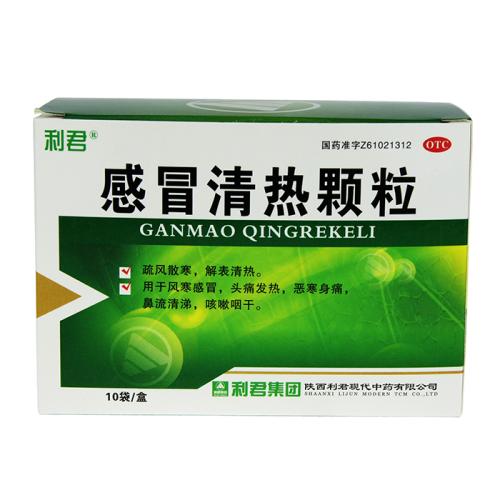 利君®
国药准字Z61021312
OTC
感冒清热颗粒
GANMAO QINGREKELI
疏风散寒，解表清热。
用于风寒感冒，头痛发热，恶寒身痛，
鼻流清涕，咳嗽咽干。
10袋/盒
利君集团
陕西利君现代中药有限公司
SHAANXI LIJUN MODERN TCM CO.,LTD